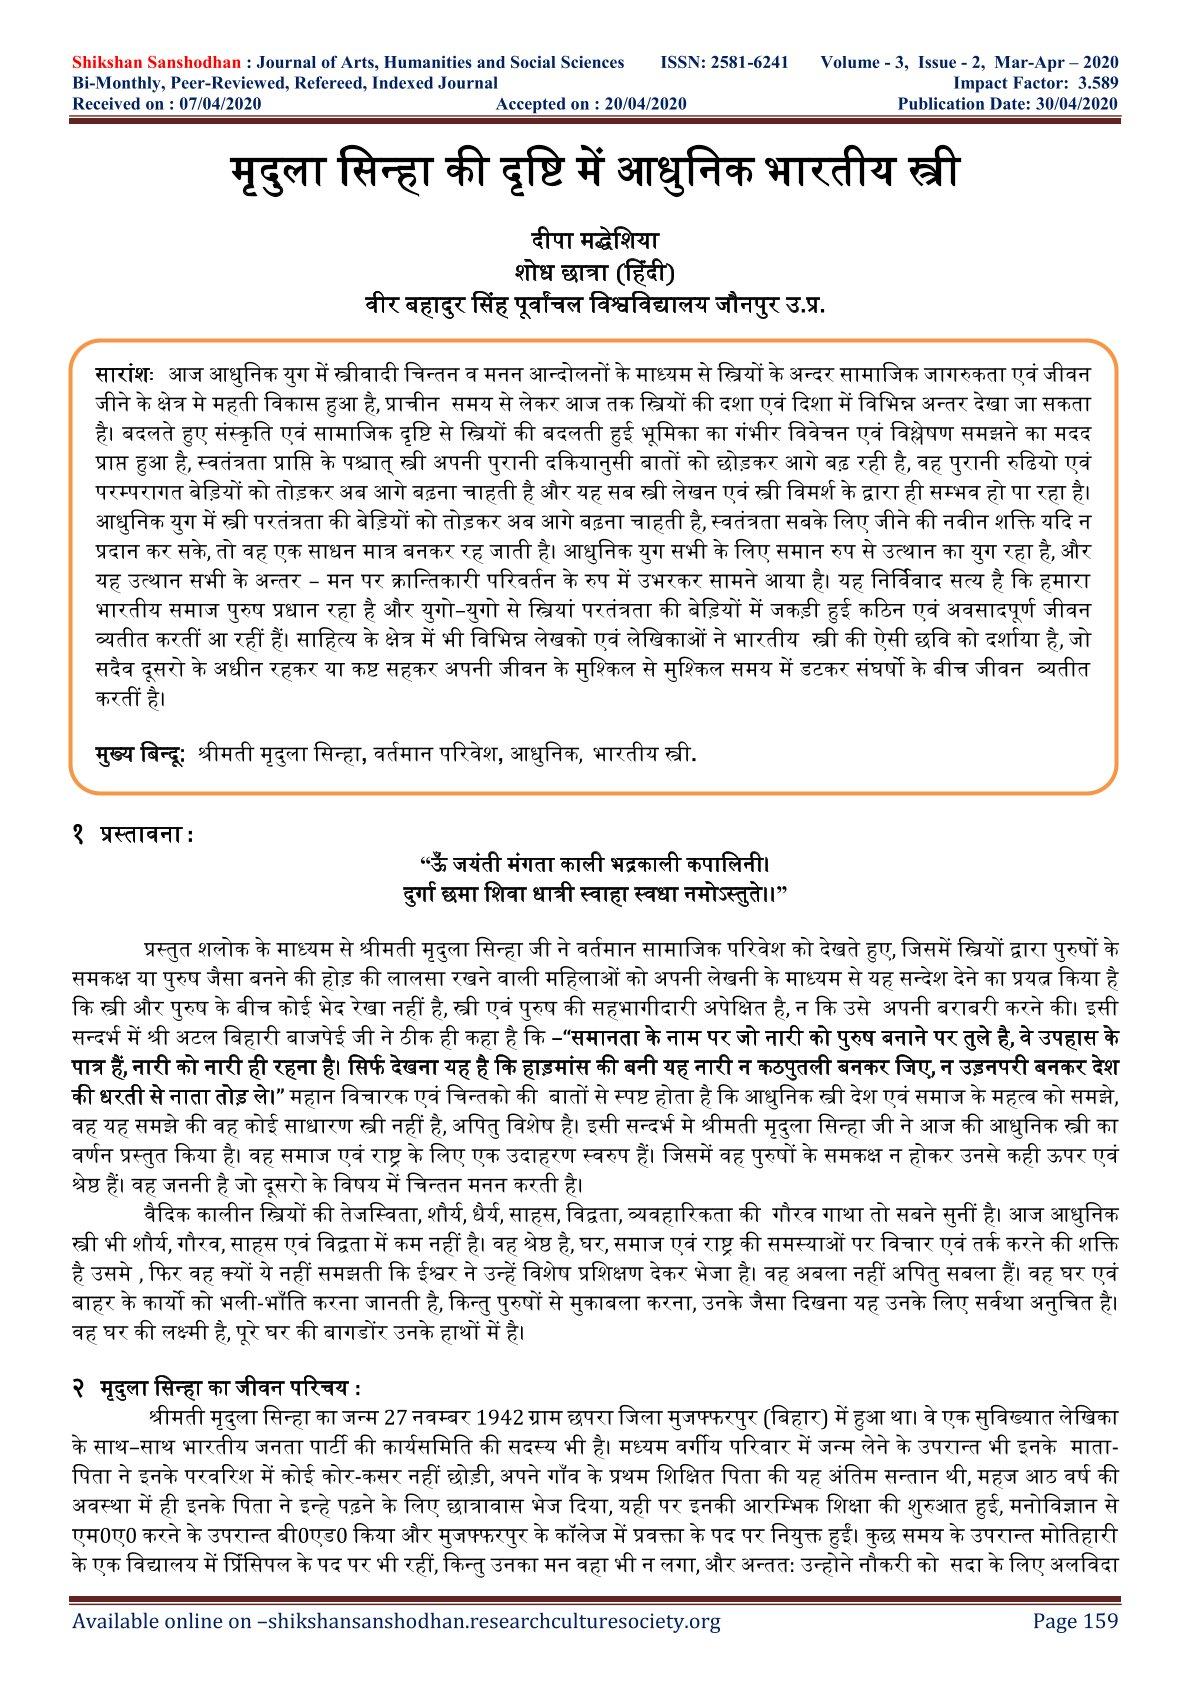 Shikshan Sanshodhan : Journal of Arts, Humanities and Social Sciences ISSN: 2581-6241 Volume - 3, Issue - 2, Mar-Apr – 2020
Bi-Monthly, Peer-Reviewed, Refereed, Indexed Journal Impact Factor: 3.589
Received on : 07/04/2020 Accepted on : 20/04/2020 Publication Date: 30/04/2020
मृदुला सिन्हा की दृष्टि में आधुनिक भारतीय स्त्री
दीपा मद्धेशिया
शोध छात्रा (हिंदी)
वीर बहादुर सिंह पूर्वांचल विश्वविद्यालय जौनपुर उ.प्र.
सारांशः आज आधुनिक युग में स्त्रीवादी चिन्तन व मनन आन्दोलनों के माध्यम से स्त्रियों के अन्दर सामाजिक जागरुकता एवं जीवन
जीने के क्षेत्र मे महती विकास हुआ है, प्राचीन समय से लेकर आज तक स्त्रियों की दशा एवं दिशा में विभिन्न अन्तर देखा जा सकता
है। बदलते हुए संस्कृति एवं सामाजिक दृष्टि से स्त्रियों की बदलती हुई भूमिका का गंभीर विवेचन एवं विश्लेषण समझने का मदद
प्राप्त हुआ है, स्वतंत्रता प्राप्ति के पश्चात् स्त्री अपनी पुरानी दकियानुसी बातों को छोड़कर आगे बढ़ रही है, वह पुरानी रुढियो एवं
परम्परागत बेड़ियों को तोड़कर अब आगे बढ़ना चाहती है और यह सब स्त्री लेखन एवं स्त्री विमर्श के द्वारा ही सम्भव हो पा रहा है।
आधुनिक युग में स्त्री परतंत्रता की बेड़ियों को तोड़कर अब आगे बढ़ना चाहती है, स्वतंत्रता सबके लिए जीने की नवीन शक्ति यदि न
प्रदान कर सके, तो वह एक साधन मात्र बनकर रह जाती है। आधुनिक युग सभी के लिए समान रुप से उत्थान का युग रहा है, और
यह उत्थान सभी के अन्तर – मन पर क्रान्तिकारी परिवर्तन के रुप में उभरकर सामने आया है। यह निर्विवाद सत्य है कि हमारा
भारतीय समाज पुरुष प्रधान रहा है और युगो–युगो से स्त्रियां परतंत्रता की बेड़ियों में जकड़ी हुई कठिन एवं अवसादपूर्ण जीवन
व्यतीत करतीं आ रहीं हैं। साहित्य के क्षेत्र में भी विभिन्न लेखको एवं लेखिकाओं ने भारतीय स्त्री की ऐसी छवि को दर्शाया है, जो
सदैव दूसरो के अधीन रहकर या कष्ट सहकर अपनी जीवन के मुश्किल से मुश्किल समय में डटकर संघर्षो के बीच जीवन व्यतीत
करतीं है।
मुख्य बिन्दू: श्रीमती मृदुला सिन्हा, वर्तमान परिवेश, आधुनिक, भारतीय स्त्री.
१ प्रस्तावना :
“ऊँ जयंती मंगता काली भद्रकाली कपालिनी।
दुर्गा छमा शिवा धात्री स्वाहा स्वधा नमोऽस्तुते।।”
प्रस्तुत शलोक के माध्यम से श्रीमती मृदुला सिन्हा जी ने वर्तमान सामाजिक परिवेश को देखते हुए, जिसमें स्त्रियों द्वारा पुरुषों के
समकक्ष या पुरुष जैसा बनने की होड़ की लालसा रखने वाली महिलाओं को अपनी लेखनी के माध्यम से यह सन्देश देने का प्रयत्न किया है
कि स्त्री और पुरुष के बीच कोई भेद रेखा नहीं है, स्त्री एवं पुरुष की सहभागीदारी अपेक्षित है, न कि उसे अपनी बराबरी करने की। इसी
सन्दर्भ में श्री अटल बिहारी बाजपेई जी ने ठीक ही कहा है कि –“समानता के नाम पर जो नारी को पुरुष बनाने पर तुले है, वे उपहास के
पात्र हैं, नारी को नारी ही रहना है। सिर्फ देखना यह है कि हाड़मांस की बनी यह नारी न कठपुतली बनकर जिए, न उड़नपरी बनकर देश
की धरती से नाता तोड़ ले।” महान विचारक एवं चिन्तको की बातों से स्पष्ट होता है कि आधुनिक स्त्री देश एवं समाज के महत्व को समझे,
वह यह समझे की वह कोई साधारण स्त्री नहीं है, अपितु विशेष है। इसी सन्दर्भ मे श्रीमती मृदुला सिन्हा जी ने आज की आधुनिक स्त्री का
वर्णन प्रस्तुत किया है। वह समाज एवं राष्ट्र के लिए एक उदाहरण स्वरुप हैं। जिसमें वह पुरुषों के समकक्ष न होकर उनसे कही ऊपर एवं
श्रेष्ठ हैं। वह जननी है जो दूसरो के विषय में चिन्तन मनन करती है।
वैदिक कालीन स्त्रियों की तेजस्विता, शौर्य, धैर्य, साहस, विद्वता, व्यवहारिकता की गौरव गाथा तो सबने सुनीं है। आज आधुनिक
स्त्री भी शौर्य, गौरव, साहस एवं विद्वता में कम नहीं है। वह श्रेष्ठ है, घर, समाज एवं राष्ट्र की समस्याओं पर विचार एवं तर्क करने की शक्ति
है उसमे , फिर वह क्यों ये नहीं समझती कि ईश्वर ने उन्हें विशेष प्रशिक्षण देकर भेजा है। वह अबला नहीं अपितु सबला हैं। वह घर एवं
बाहर के कार्यो को भली-भाँति करना जानती है, किन्तु पुरुषों से मुकाबला करना, उनके जैसा दिखना यह उनके लिए सर्वथा अनुचित है।
वह घर की लक्ष्मी है, पूरे घर की बागडोंर उनके हाथों में है।
२ मृदुला सिन्हा का जीवन परिचय :
श्रीमती मृदुला सिन्हा का जन्म 27 नवम्बर 1942 ग्राम छपरा जिला मुजफ्फरपुर (बिहार) में हुआ था। वे एक सुविख्यात लेखिका
के साथ–साथ भारतीय जनता पार्टी की कार्यसमिति की सदस्य भी है। मध्यम वर्गीय परिवार में जन्म लेने के उपरान्त भी इनके माता-
पिता ने इनके परवरिश में कोई कोर-कसर नहीं छोड़ी, अपने गाँव के प्रथम शिक्षित पिता की यह अंतिम सन्तान थी, महज आठ वर्ष की
अवस्था में ही इनके पिता ने इन्हे पढ़ने के लिए छात्रावास भेज दिया, यही पर इनकी आरम्भिक शिक्षा की शुरुआत हुई, मनोविज्ञान से
एम0ए0 करने के उपरान्त बी0एड0 किया और मुजफ्फरपुर के कॉलेज में प्रवक्ता के पद पर नियुक्त हुईं। कुछ समय के उपरान्त मोतिहारी
के एक विद्यालय में प्रिंसिपल के पद पर भी रहीं, किन्तु उनका मन वहा भी न लगा, और अन्तत: उन्होने नौकरी को सदा के लिए अलविदा
Available online on –shikshansanshodhan.researchculturesociety.org Page 159